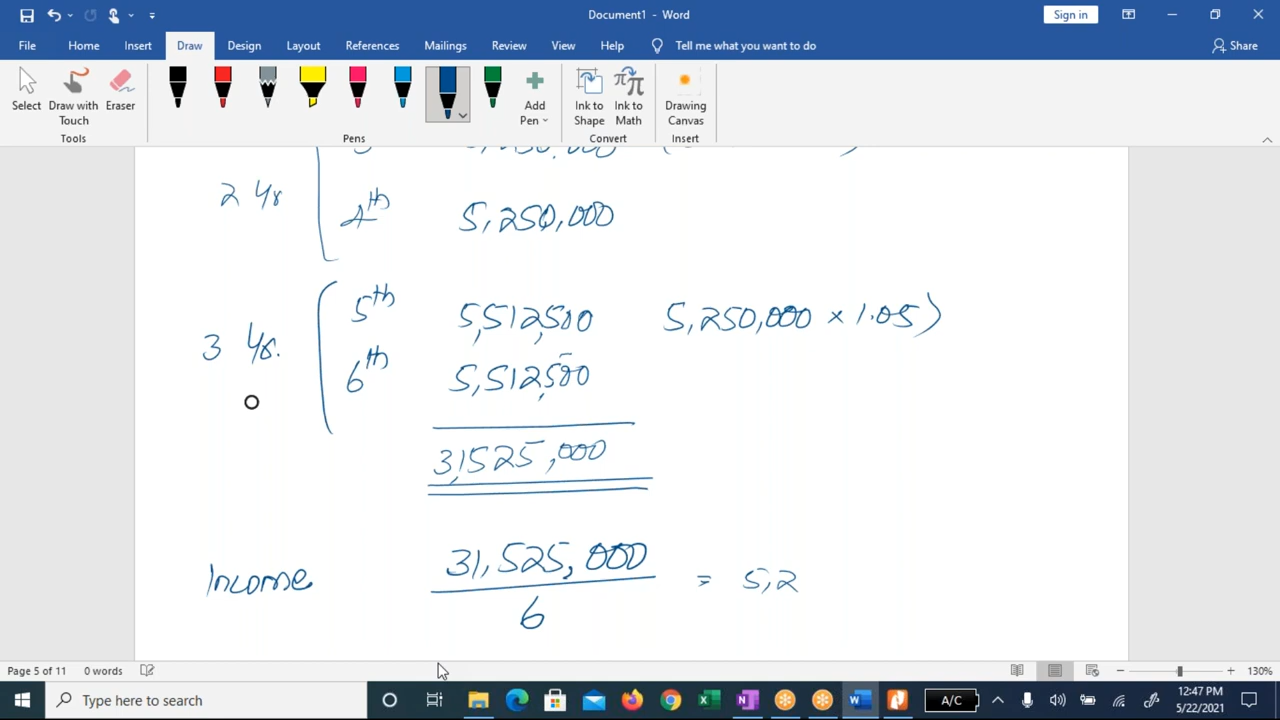 Document1 - Word
Sign in
File Home Insert Draw Design Layout References Mailings Review View Help Tell me what you want to do Share
Select Draw with Touch Eraser Add Pen Ink to Shape Ink to Math Drawing Canvas
Tools Pens Convert Insert
2 Yr 4th 5,250,000
5th 5,512,500 5,250,000 × 1.05)
3 Yr. 6th 5,512,500
31,525,000
Income 31,525,000 = 5,2
6
Page 5 of 11 0 words 130%
Type here to search A/C 12:47 PM
5/22/2021